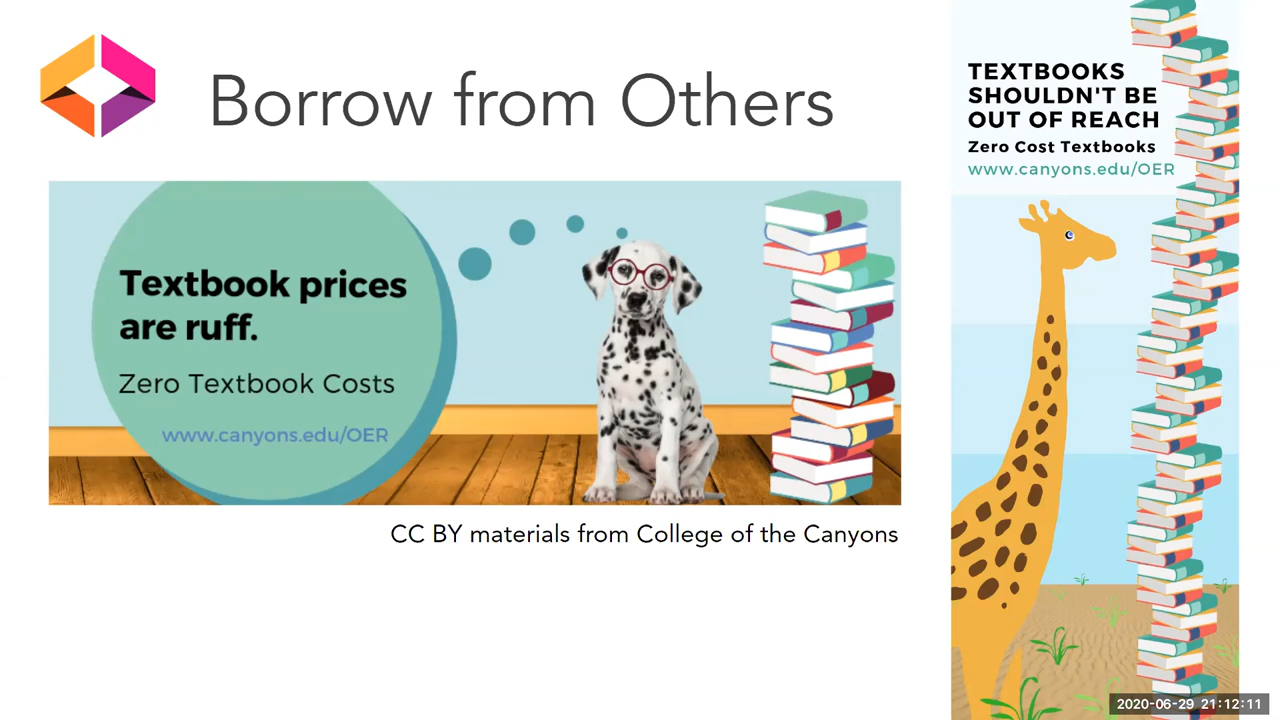 Borrow from Others
Textbook prices
are ruff.
Zero Textbook Costs
www.canyons.edu/OER
CC BY materials from College of the Canyons
TEXTBOOKS
SHOULDN'T BE
OUT OF REACH
Zero Cost Textbooks
www.canyons.edu/OER
2020-06-29 21:12:11